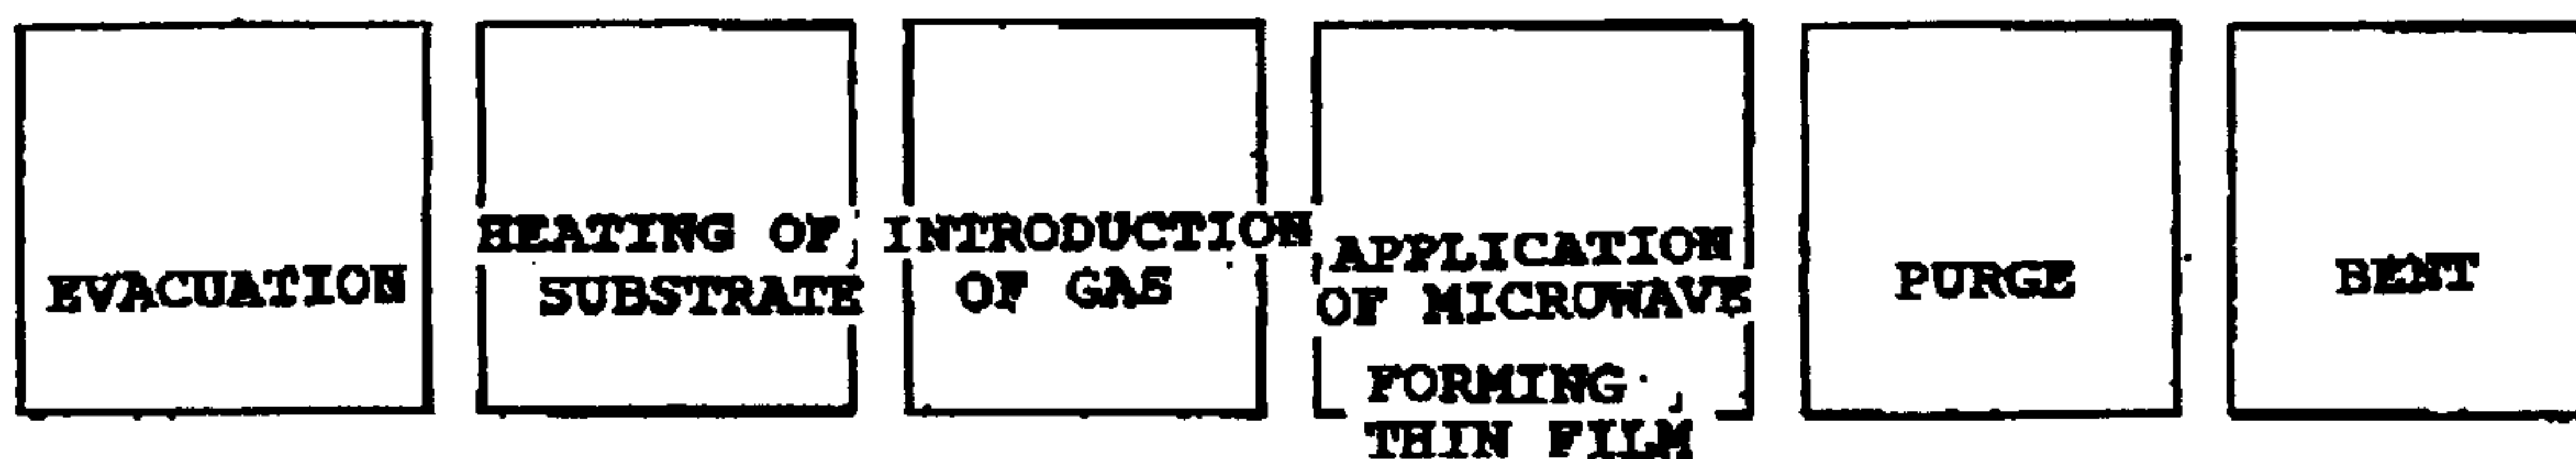 EVACUATION
HEATING OF
SUBSTRATE
INTRODUCTION
OF GAS
APPLICATION
OF MICROWAVE
FORMING
THIN FILM
PURGE
BENT